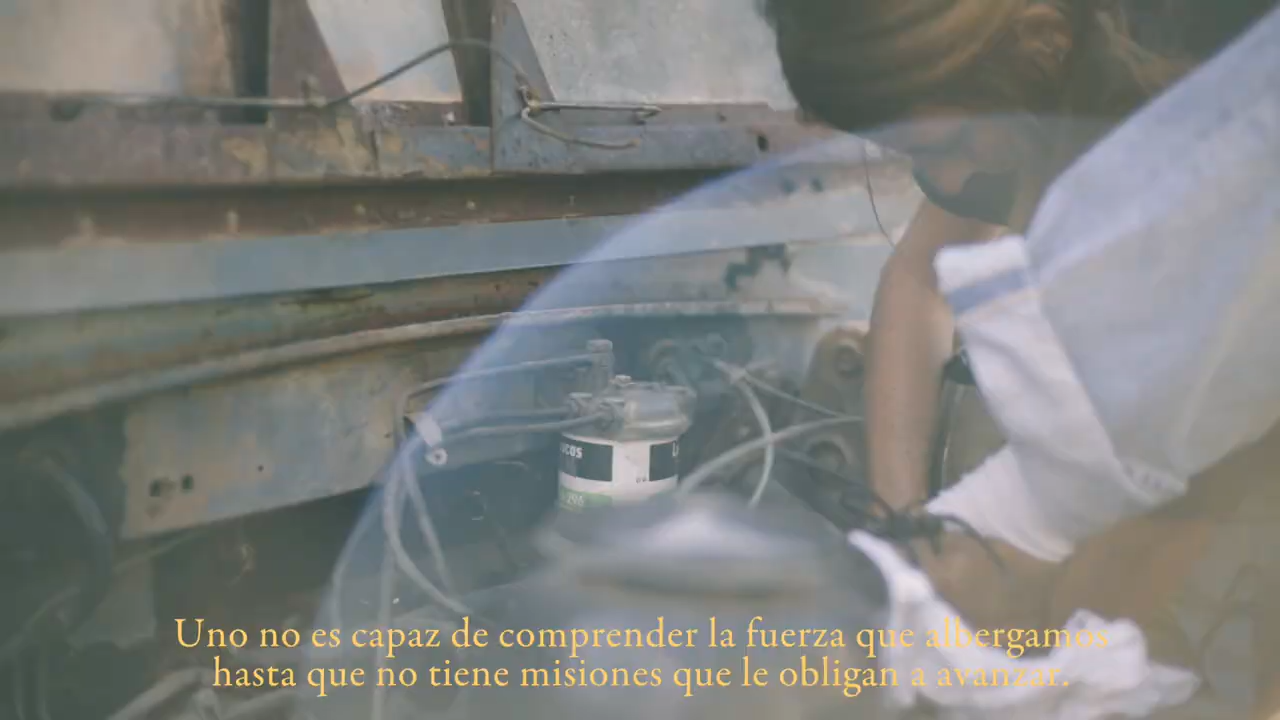 296
Uno no es capaz de comprender la fuerza que albergamos
hasta que no tiene misiones que le obligan a avanzar.